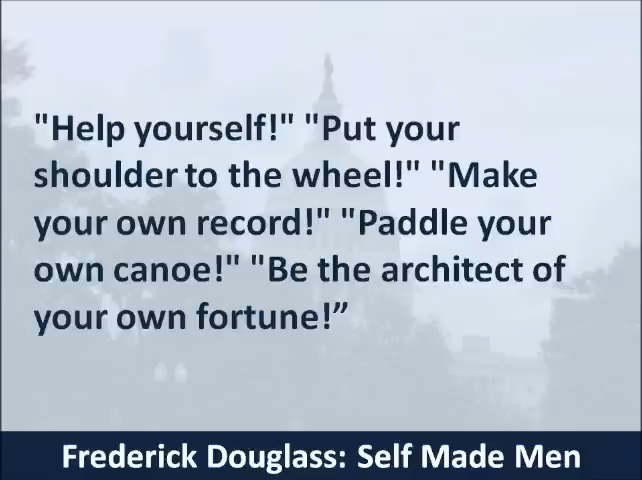 "Help yourself!" "Put your
shoulder to the wheel!" "Make
your own record!" "Paddle your
own canoe!" "Be the architect of
your own fortune!”
Frederick Douglass: Self Made Men